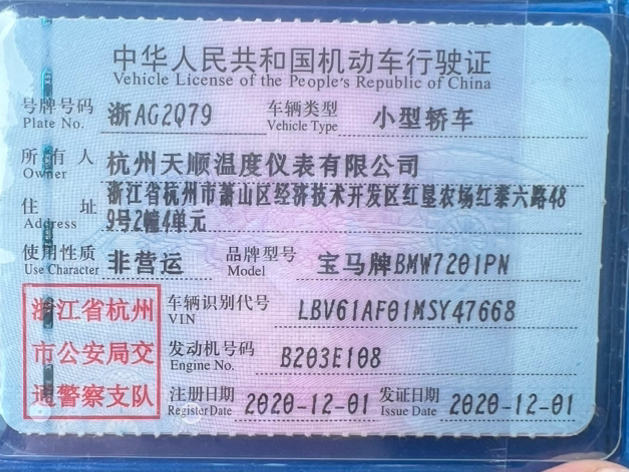 中华人民共和国机动车行驶证
Vehicle License of the People's Republic of China
号牌号码 浙AG2Q79 车辆类型 小型轿车
Plate No. Vehicle Type
所有人 杭州天顺温度仪表有限公司
Owner
住址 浙江省杭州市萧山区经济技术开发区红垦农场红泰六路48
Address 9号2幢4单元
使用性质 非营运 品牌型号 宝马牌BMW7201PN
Use Character Model
浙江省杭州 车辆识别代号 LBV61AF01MSY47668
VIN
市公安局交 发动机号码 B203E108
Engine No.
通警察支队 注册日期 2020-12-01 发证日期 2020-12-01
Register Date Issue Date